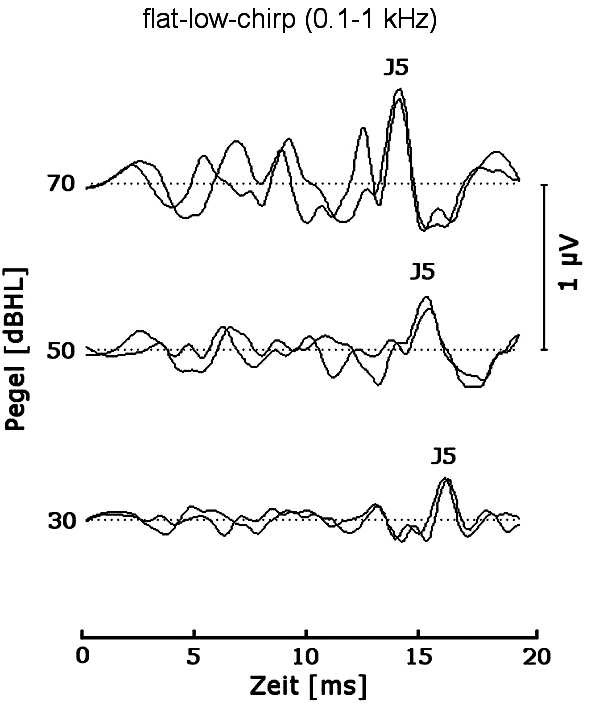 flat-low-chirp (0.1-1 kHz)
J5
70
J5
1 µV
50
Pegel [dBHL]
J5
30
0 5 10 15 20
Zeit [ms]